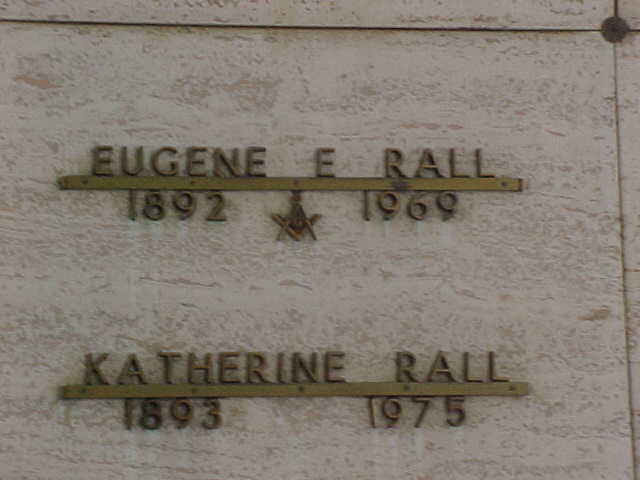 EUGENE E RALL
1892 1969
KATHERINE RALL
1893 1975